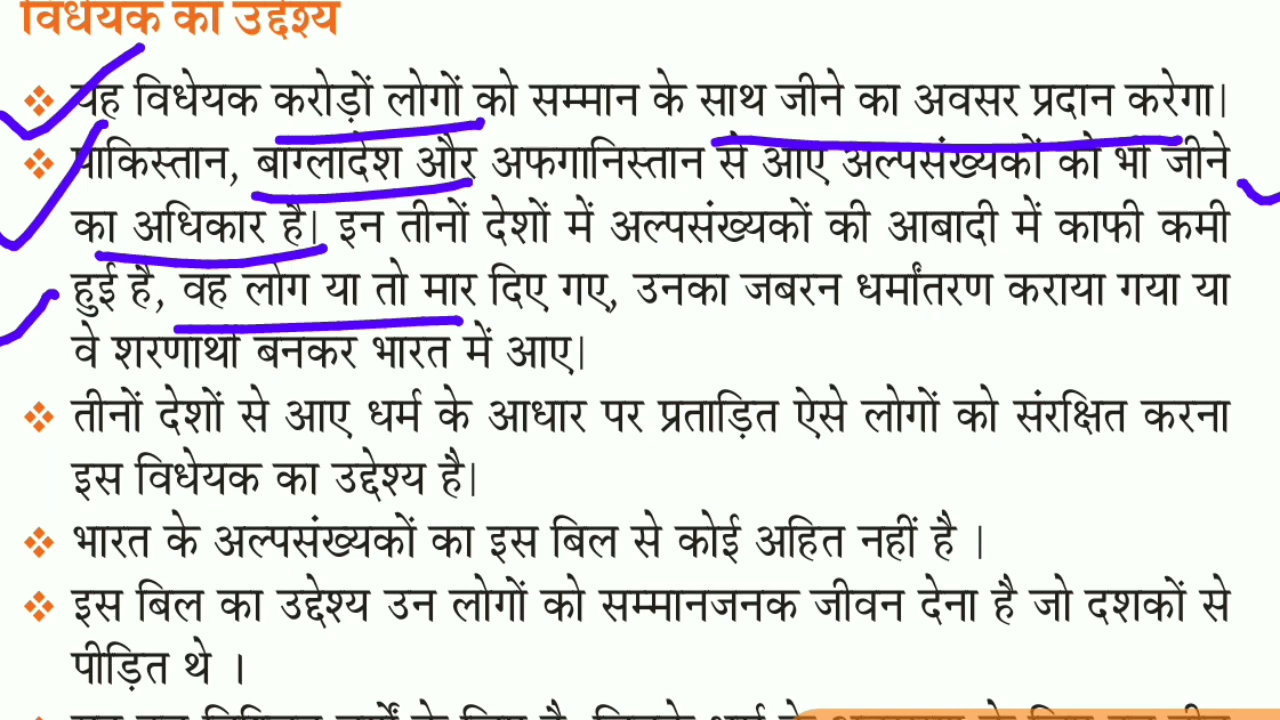 विधेयक का उद्देश्य
❖ यह विधेयक करोड़ों लोगों को सम्मान के साथ जीने का अवसर प्रदान करेगा।
❖ पाकिस्तान, बांग्लादेश और अफगानिस्तान से आए अल्पसंख्यकों को भी जीने
का अधिकार है। इन तीनों देशों में अल्पसंख्यकों की आबादी में काफी कमी
हुई है, वह लोग या तो मार दिए गए, उनका जबरन धर्मांतरण कराया गया या
वे शरणार्थी बनकर भारत में आए।
❖ तीनों देशों से आए धर्म के आधार पर प्रताड़ित ऐसे लोगों को संरक्षित करना
इस विधेयक का उद्देश्य है।
❖ भारत के अल्पसंख्यकों का इस बिल से कोई अहित नहीं है ।
❖ इस बिल का उद्देश्य उन लोगों को सम्मानजनक जीवन देना है जो दशकों से
पीड़ित थे ।